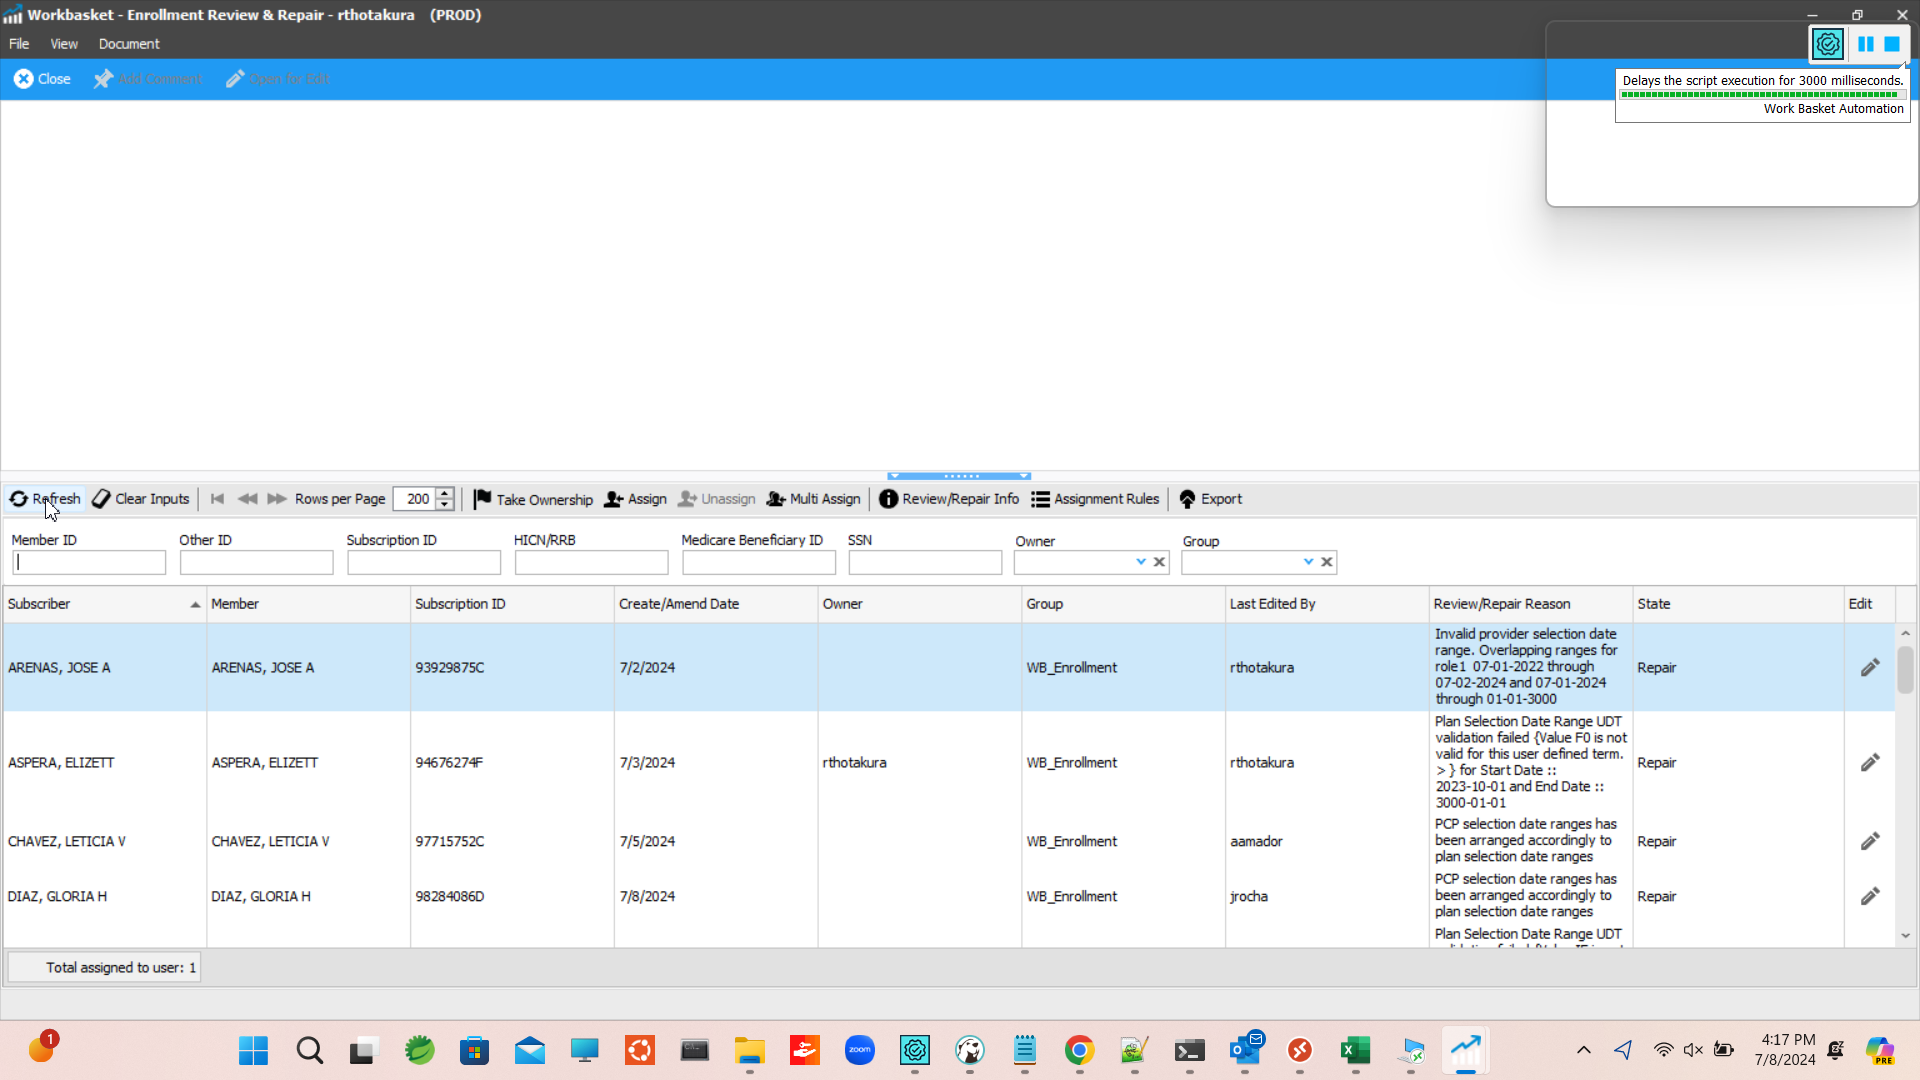 Workbasket - Enrollment Review & Repair - rthotakura (PROD)
File View Document
Close Add Comment Open for Edit
Delays the script execution for 3000 milliseconds.
Work Basket Automation
Refresh Clear Inputs Rows per Page 200 Take Ownership Assign Unassign Multi Assign Review/Repair Info Assignment Rules Export
Member ID Other ID Subscription ID HICN/RRB Medicare Beneficiary ID SSN Owner Group
Subscriber Member Subscription ID Create/Amend Date Owner Group Last Edited By Review/Repair Reason State Edit
ARENAS, JOSE A ARENAS, JOSE A 93929875C 7/2/2024 WB_Enrollment rthotakura Repair
Invalid provider selection date
range. Overlapping ranges for
role1 07-01-2022 through
07-02-2024 and 07-01-2024
through 01-01-3000
ASPERA, ELIZETT ASPERA, ELIZETT 94676274F 7/3/2024 rthotakura WB_Enrollment rthotakura Repair
Plan Selection Date Range UDT
validation failed {Value F0 is not
valid for this user defined term.
> } for Start Date ::
2023-10-01 and End Date ::
3000-01-01
CHAVEZ, LETICIA V CHAVEZ, LETICIA V 97715752C 7/5/2024 WB_Enrollment aamador Repair
PCP selection date ranges has
been arranged accordingly to
plan selection date ranges
DIAZ, GLORIA H DIAZ, GLORIA H 98284086D 7/8/2024 WB_Enrollment jrocha Repair
PCP selection date ranges has
been arranged accordingly to
plan selection date ranges
Plan Selection Date Range UDT
Total assigned to user: 1
1
zoom
4:17 PM
7/8/2024
PRE